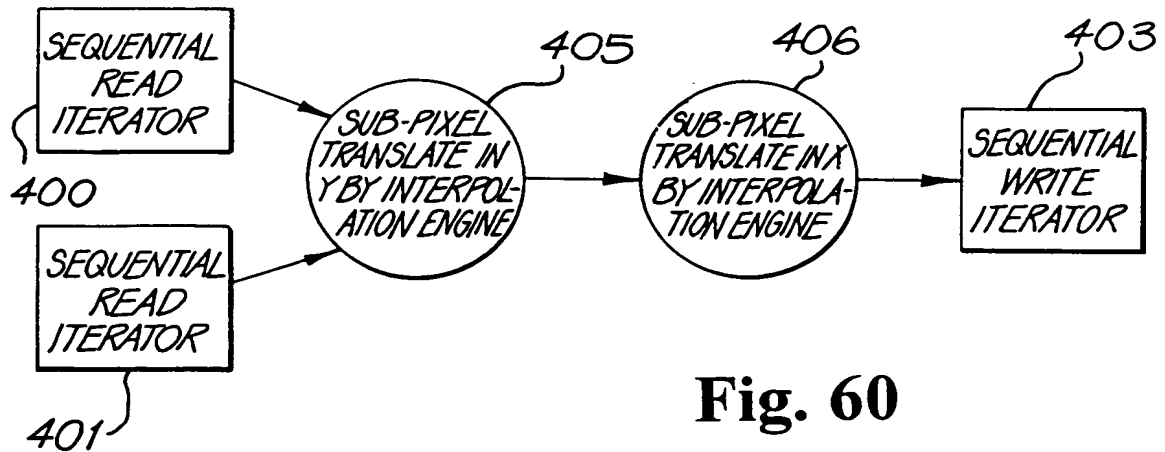 SEQUENTIAL
READ
ITERATOR
400
SEQUENTIAL
READ
ITERATOR
401
405
SUB-PIXEL
TRANSLATE IN
Y BY INTERPOL-
ATION ENGINE
406
SUB-PIXEL
TRANSLATE IN X
BY INTERPOLA-
TION ENGINE
403
SEQUENTIAL
WRITE
ITERATOR
Fig. 60